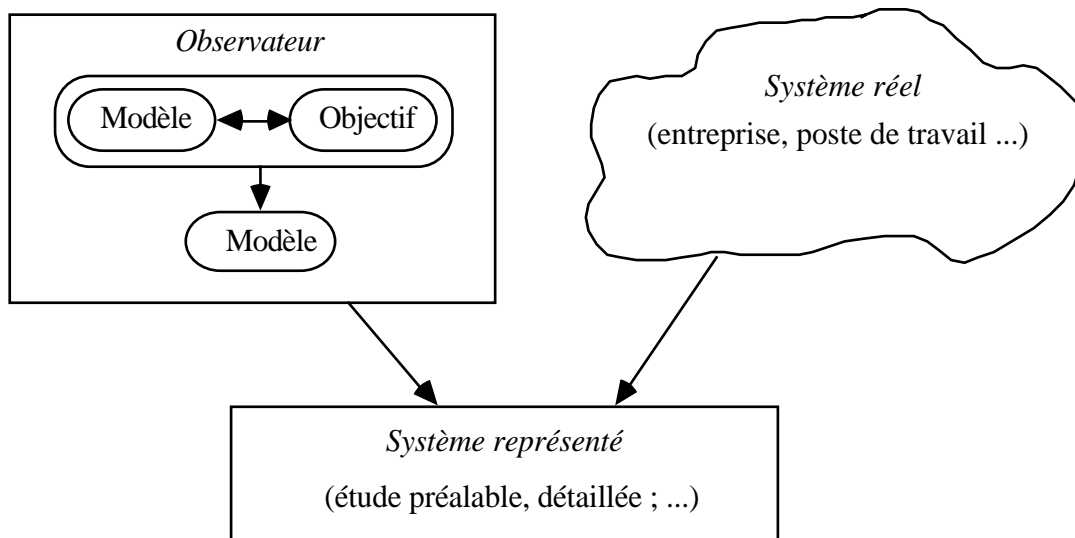 Observateur
Modèle
Objectif
Modèle
Système réel
(entreprise, poste de travail ...)
Système représenté
(étude préalable, détaillée ; ...)